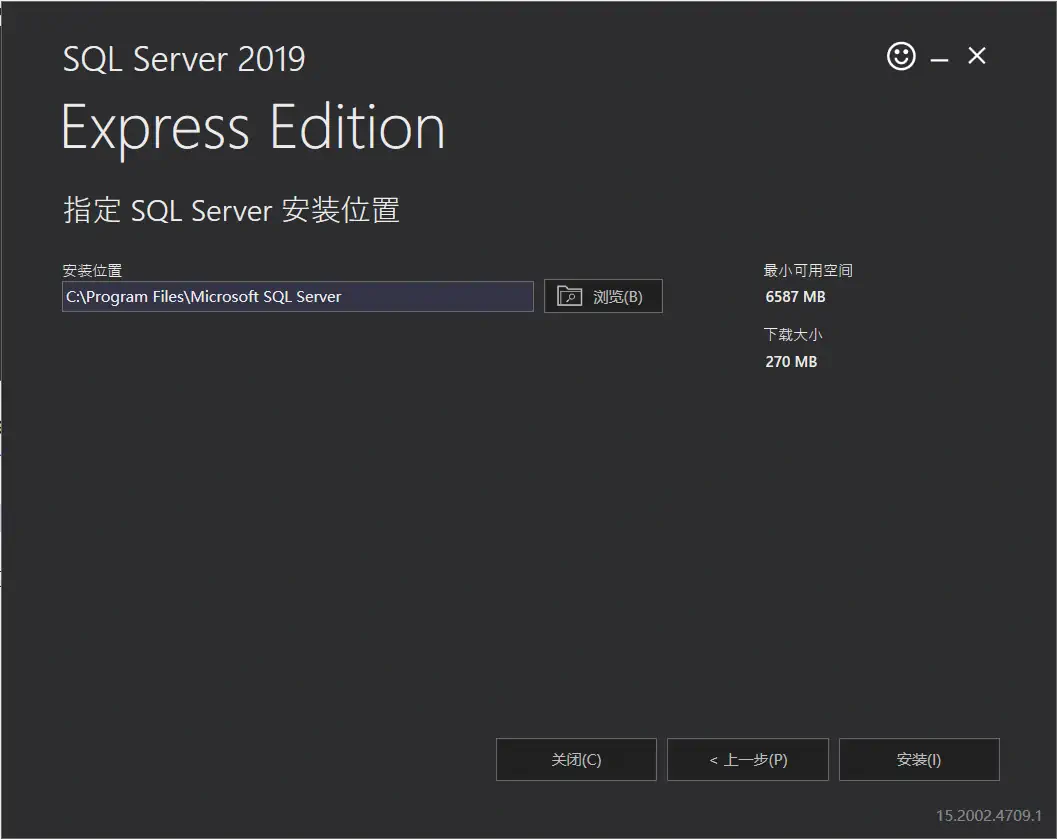 SQL Server 2019
Express Edition
指定 SQL Server 安装位置
安装位置
C:\Program Files\Microsoft SQL Server
浏览(B)
最小可用空间
6587 MB
下载大小
270 MB
关闭(C)
< 上一步(P)
安装(I)
15.2002.4709.1